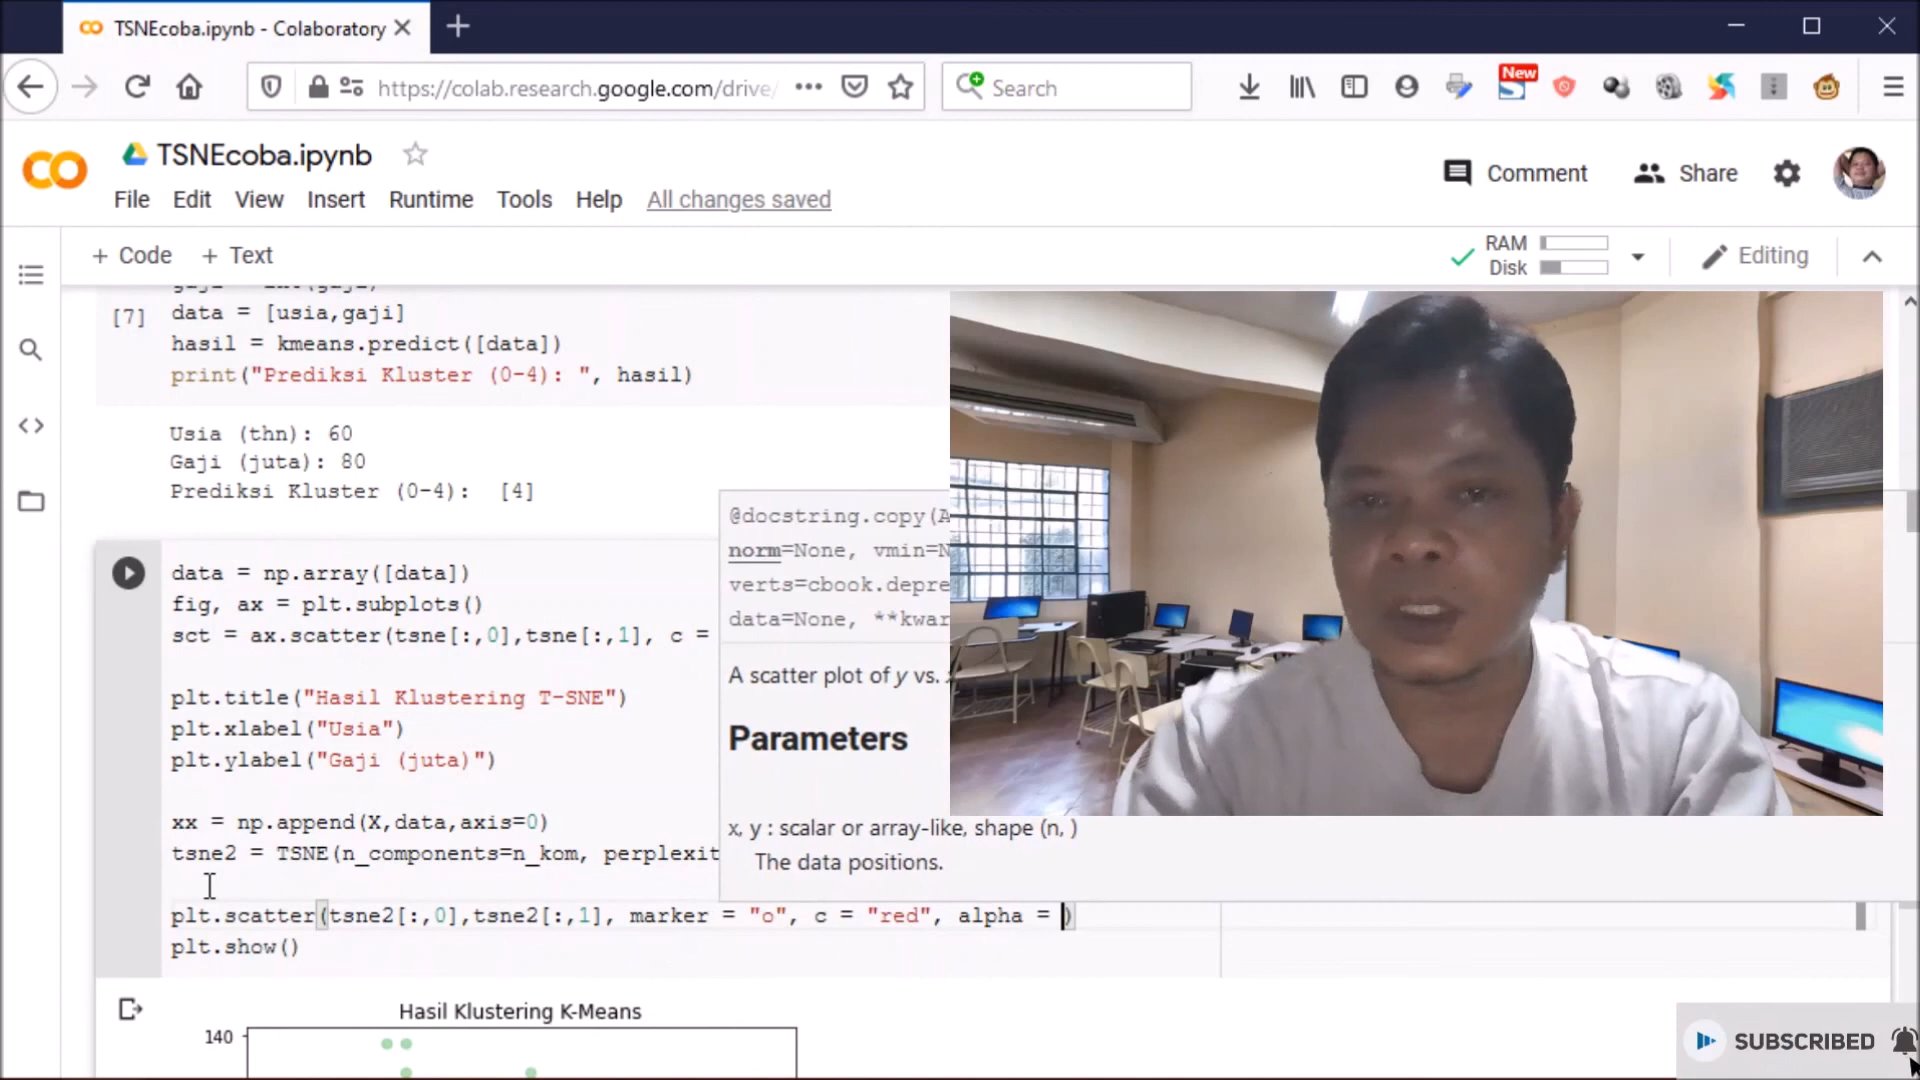 TSNEcoba.ipynb - Colaboratory
https://colab.research.google.com/drive/
Search
New
TSNEcoba.ipynb
File Edit View Insert Runtime Tools Help All changes saved
Comment
Share
+ Code + Text
RAM
Disk
Editing
[7]
data = [usia,gaji]
hasil = kmeans.predict([data])
print("Prediksi Kluster (0-4): ", hasil)
Usia (thn): 60
Gaji (juta): 80
Prediksi Kluster (0-4): [4]
data = np.array([data])
fig, ax = plt.subplots()
sct = ax.scatter(tsne[:,0],tsne[:,1], c =
plt.title("Hasil Klustering T-SNE")
plt.xlabel("Usia")
plt.ylabel("Gaji (juta)")
xx = np.append(X,data,axis=0)
tsne2 = TSNE(n_components=n_kom, perplexit
plt.scatter(tsne2[:,0],tsne2[:,1], marker = "o", c = "red", alpha = )
plt.show()
@docstring.copy(A
norm=None, vmin=N
verts=cbook.depre
data=None, **kwar
A scatter plot of y vs.
Parameters
x, y : scalar or array-like, shape (n, )
The data positions.
Hasil Klustering K-Means
140
SUBSCRIBED